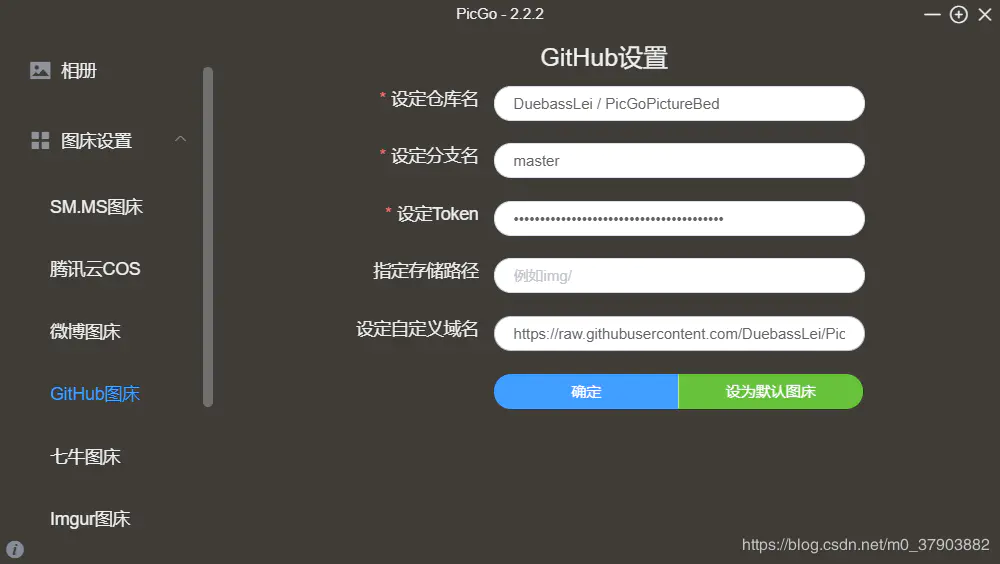 PicGo - 2.2.2
相册
图床设置
SM.MS图床
腾讯云COS
微博图床
GitHub图床
七牛图床
Imgur图床
GitHub设置
* 设定仓库名
DuebassLei / PicGoPictureBed
* 设定分支名
master
* 设定Token
指定存储路径
例如img/
设定自定义域名
https://raw.githubusercontent.com/DuebassLei/Pic
确定
设为默认图床
https://blog.csdn.net/m0_37903882